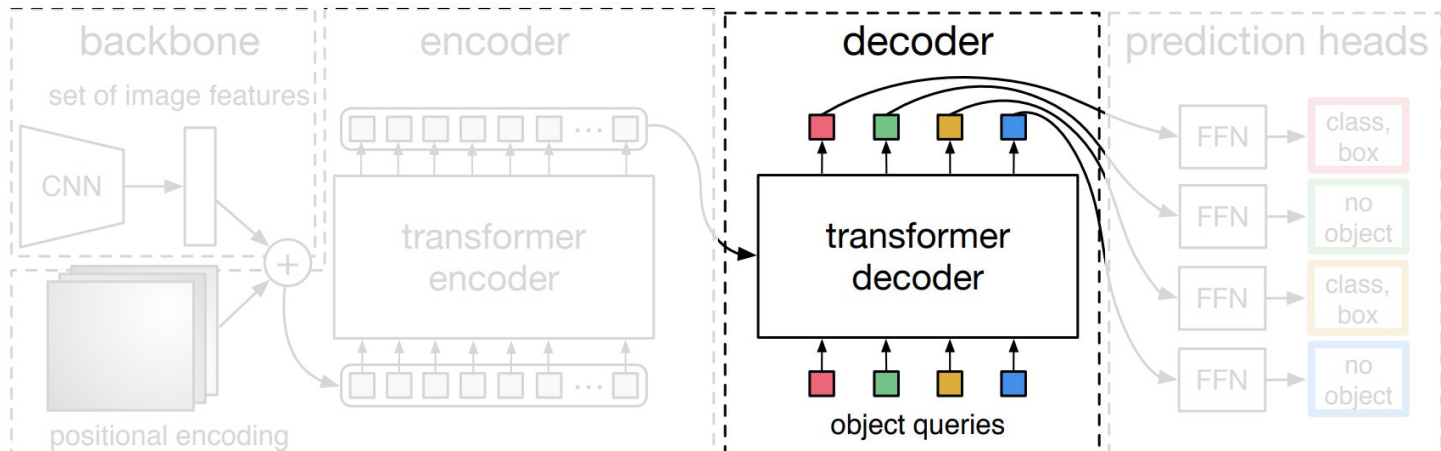 backbone
set of image features
CNN
+
positional encoding
encoder
...
transformer
encoder
...
decoder
transformer
decoder
object queries
prediction heads
FFN
class,
box
FFN
no
object
FFN
class,
box
FFN
no
object